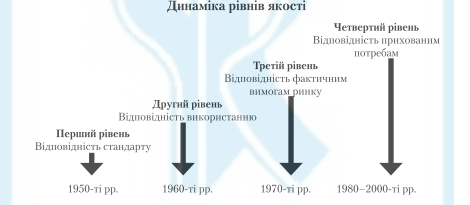 Динаміка рівнів якості
Четвертий рівень
Відповідність прихованим
потребам
Третій рівень
Відповідність фактичним
вимогам ринку
Другий рівень
Відповідність використанню
Перший рівень
Відповідність стандарту
1950-ті рр.
1960-ті рр.
1970-ті рр.
1980–2000-ті рр.